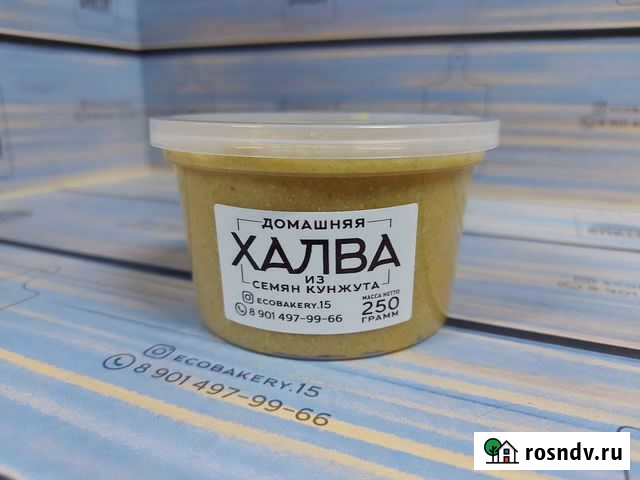 ДОМАШНЯЯ
ХАЛВА
ИЗ
СЕМЯН КУНЖУТА
ECOBAKERY.15
8 901 497-99-66
МАССА НЕТТО
250
ГРАММ
ECOBAKERY.15
8 901 497-99-66
rosndv.ru